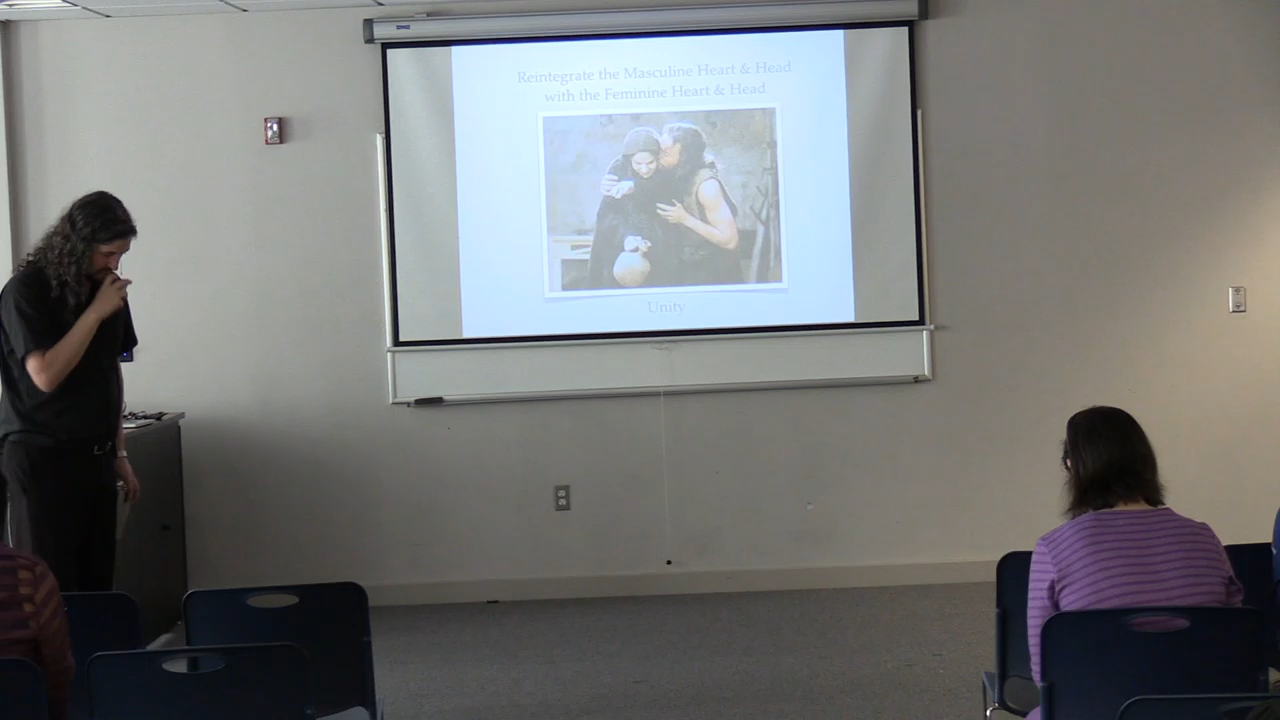 Reintegrate the Masculine Heart & Head
with the Feminine Heart & Head
Unity